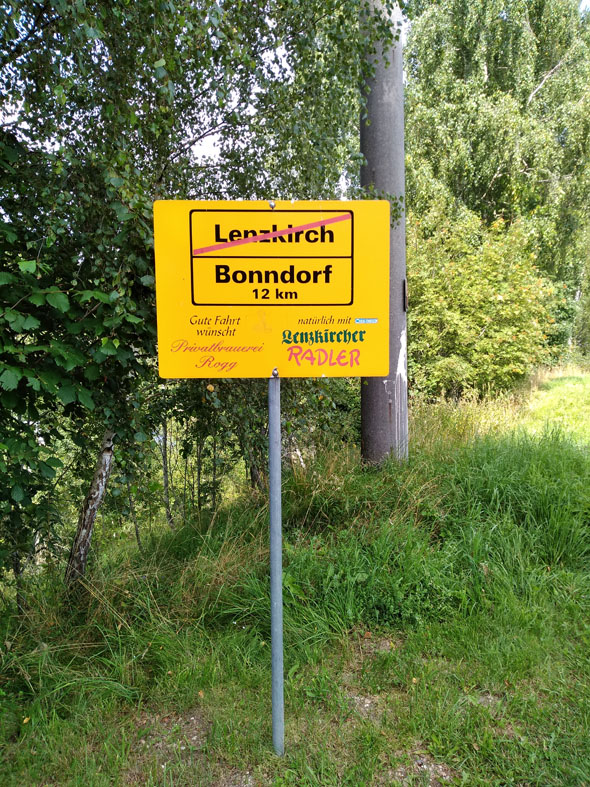 Lenzkirch
Bonndorf
12 km
Gute Fahrt
wünscht
Privatbrauerei
Rogg
natürlich mit
Lenzkircher
RADLER